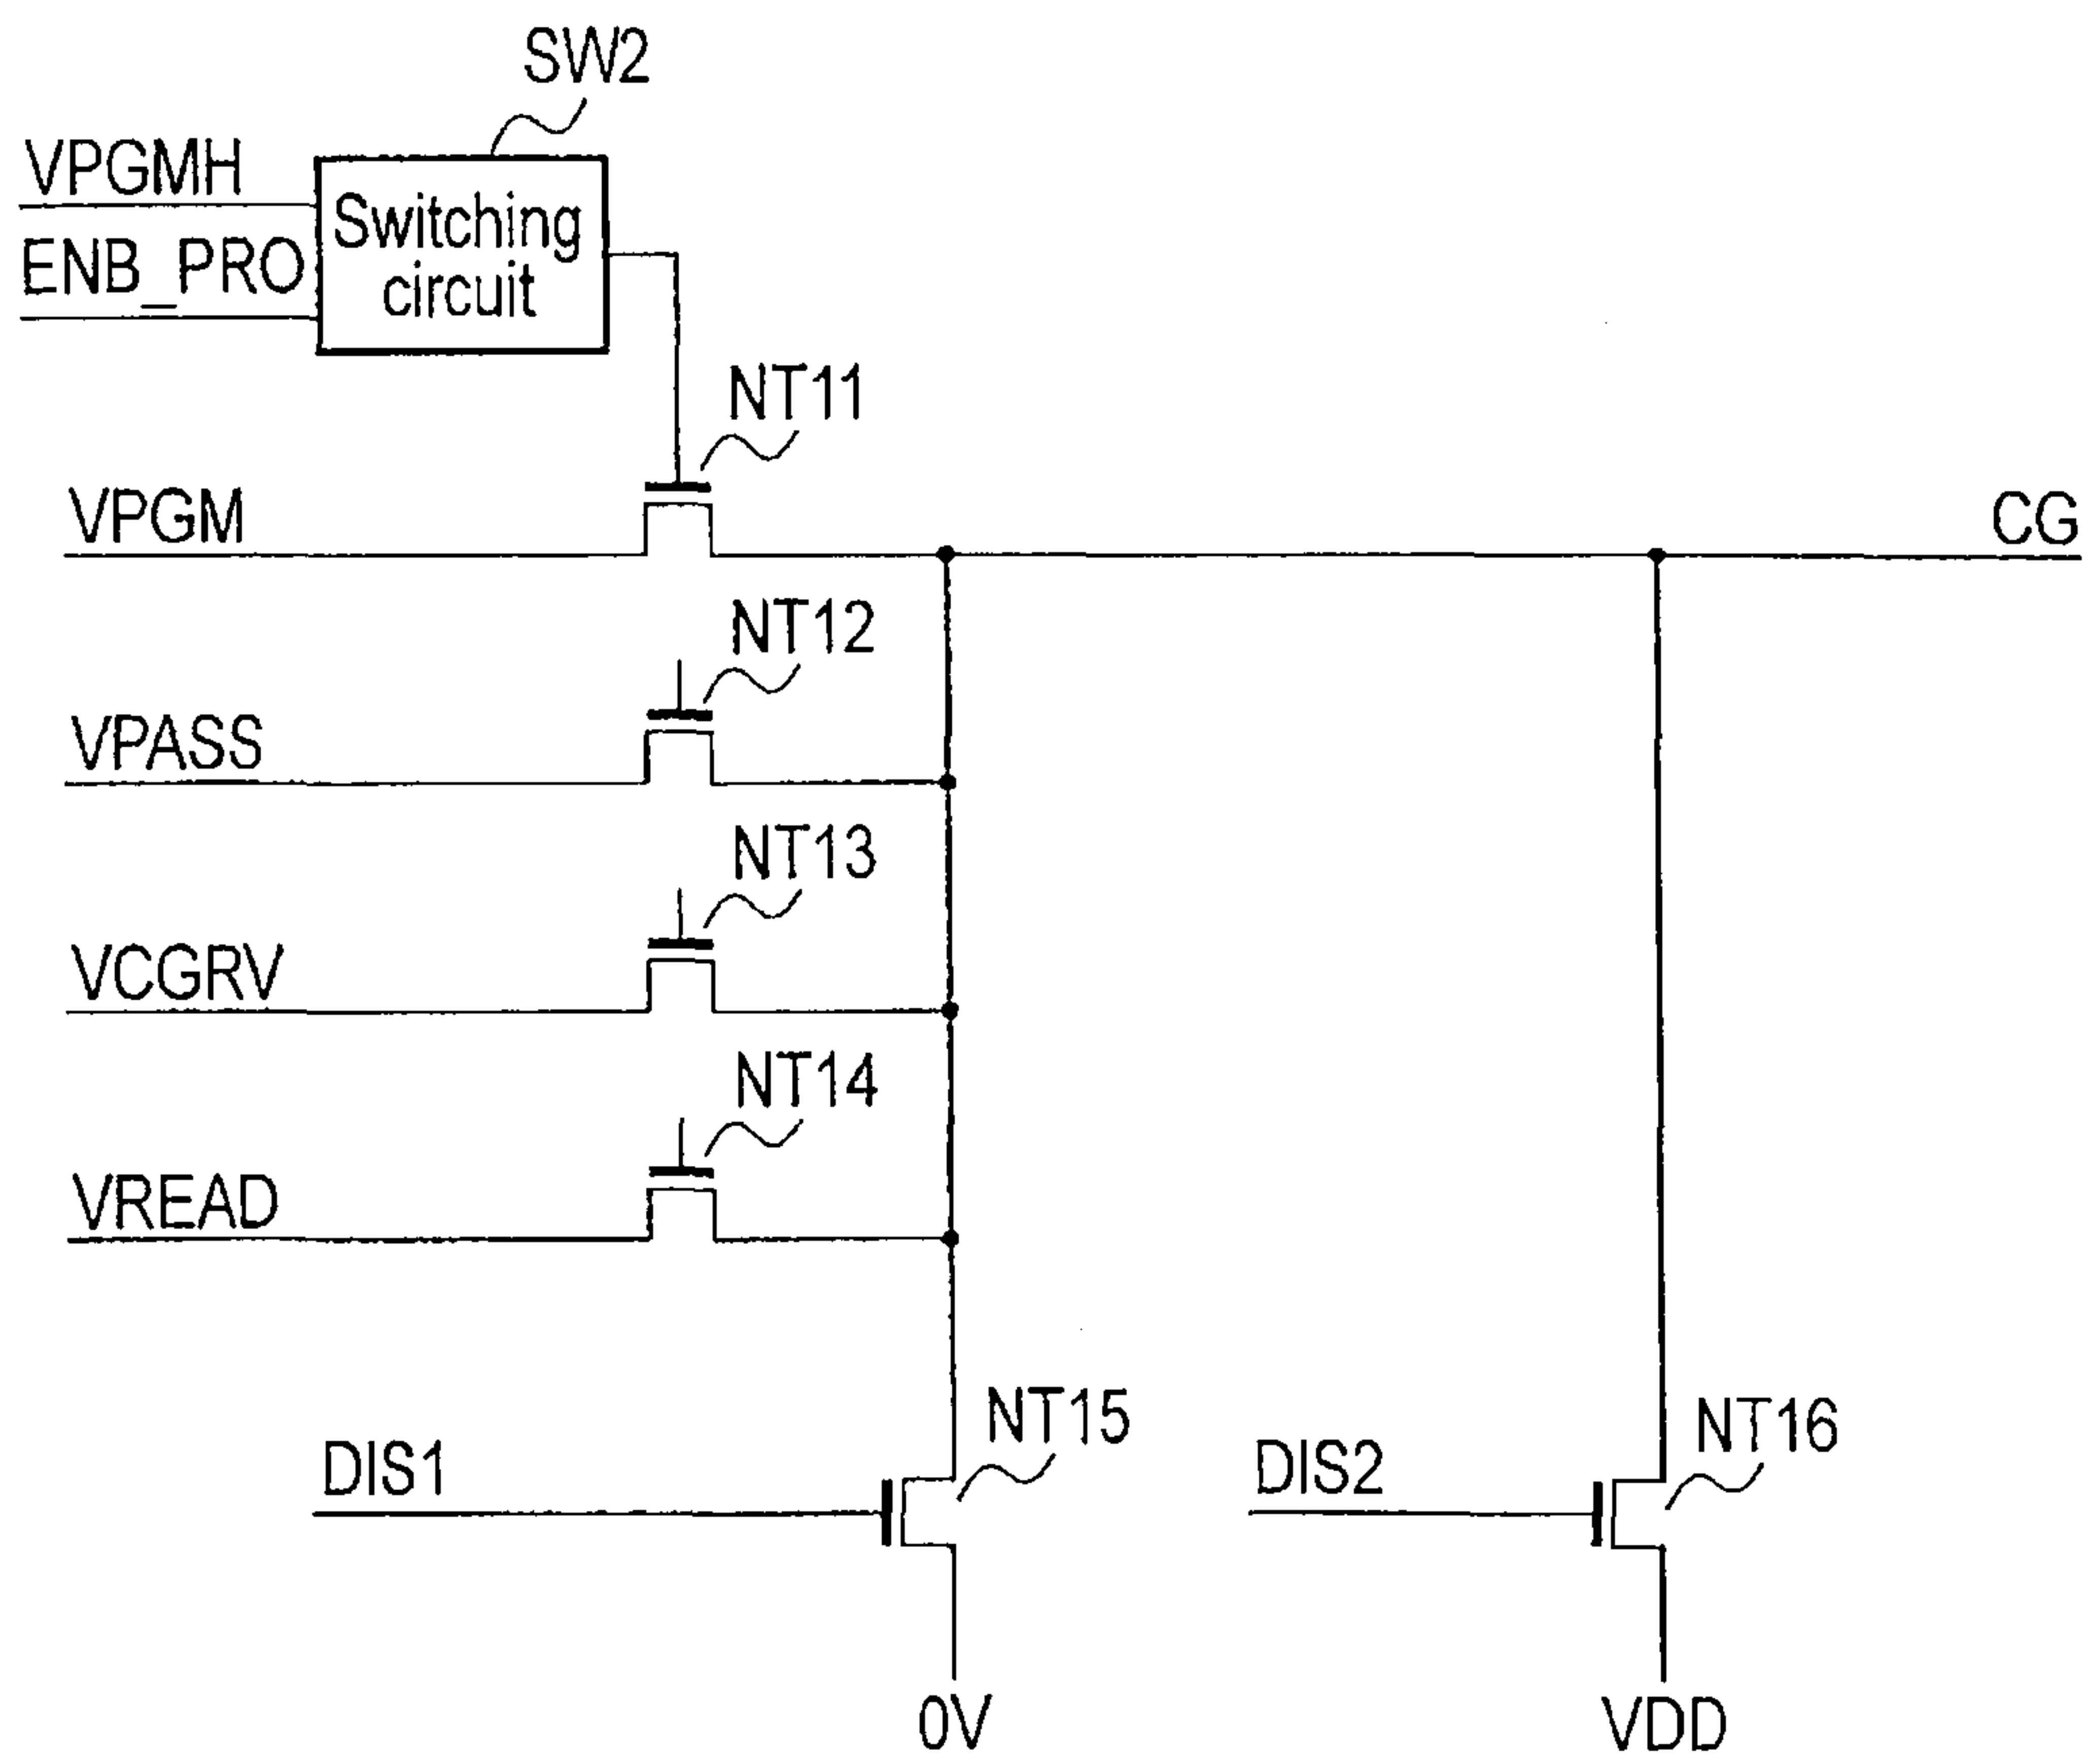 SW2
VPGMH
ENB_PRO
Switching
circuit
NT11
VPGM
CG
NT12
VPASS
NT13
VCGRV
NT14
VREAD
NT15
DIS1
NT16
DIS2
0V
VDD